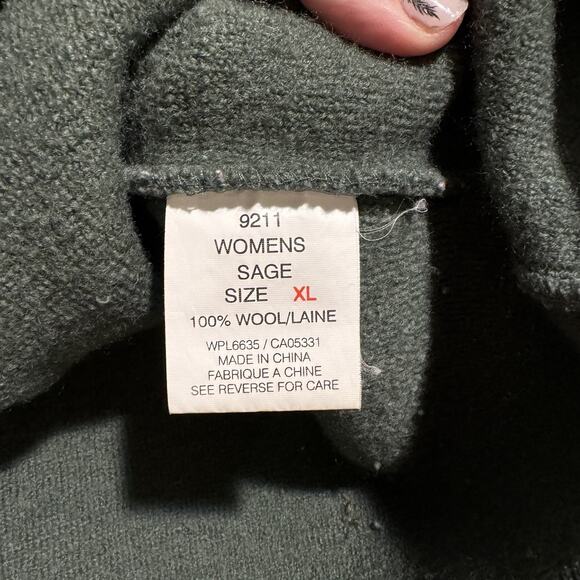 9211
WOMENS
SAGE
SIZE XL
100% WOOL/LAINE
WPL6635 / CA05331
MADE IN CHINA
FABRIQUE A CHINE
SEE REVERSE FOR CARE